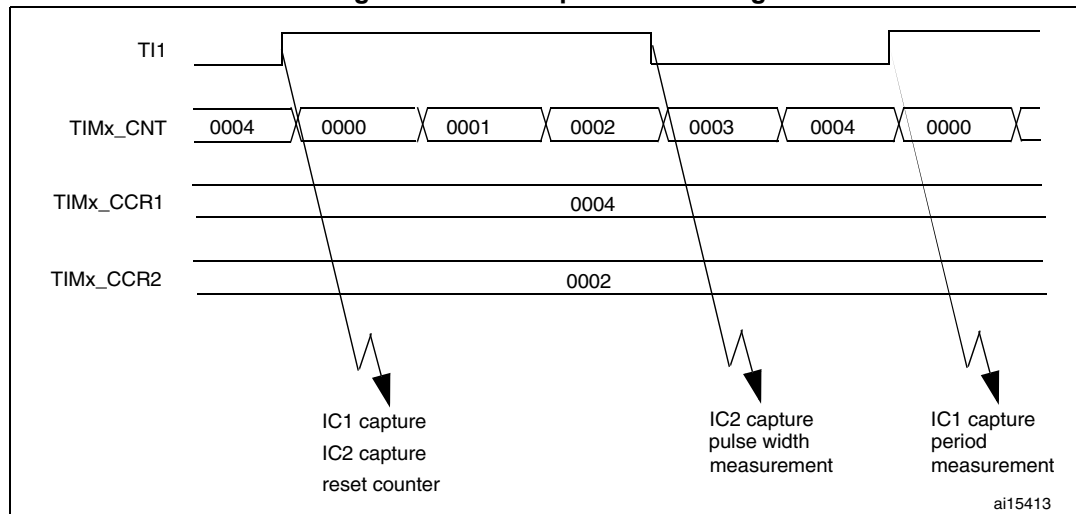 TI1
TIMx_CNT 0004 0000 0001 0002 0003 0004 0000
TIMx_CCR1 0004
TIMx_CCR2 0002
IC1 capture
IC2 capture
reset counter
IC2 capture
pulse width
measurement
IC1 capture
period
measurement
ai15413